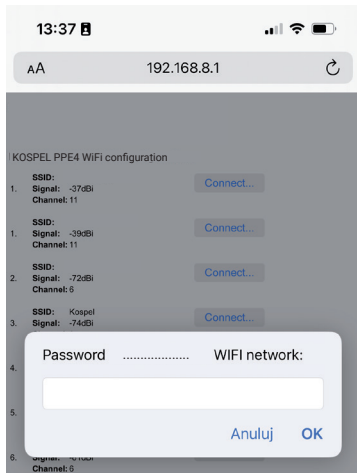 13:37
AA 192.168.8.1
KOSPEL PPE4 WiFi configuration
SSID:
1. Signal: -37dBi Connect...
Channel: 11
SSID:
1. Signal: -39dBi Connect...
Channel: 11
SSID:
2. Signal: -72dBi Connect...
Channel: 6
SSID: Kospel
3. Signal: -74dBi Connect...
Password ................... WIFI network:
4.
5.
Anuluj OK
6. Signal:
Channel: 6